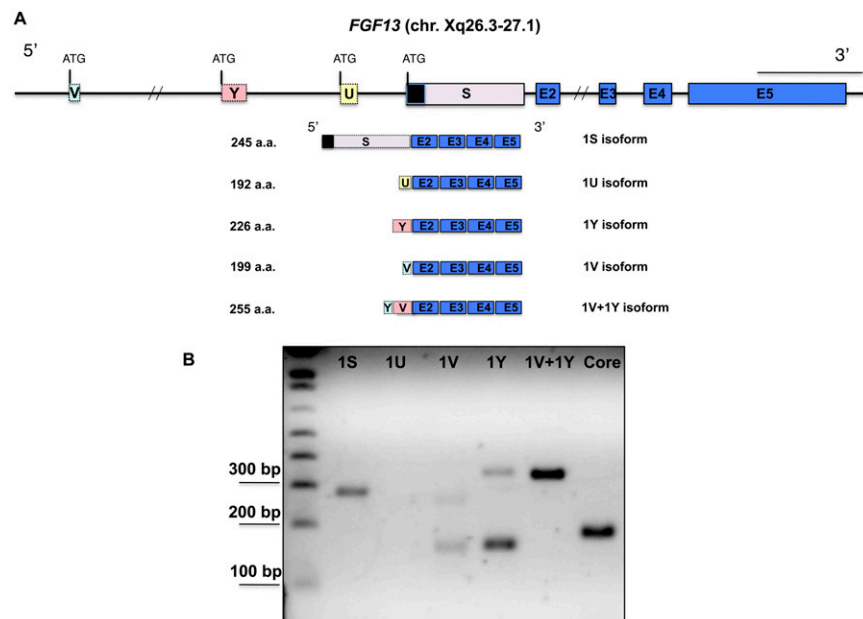 A
FGF13 (chr. Xq26.3-27.1)
5’ 3’
ATG ATG ATG ATG
V // Y U S E2 // E3 E4 E5
5’ 3’
245 a.a. S E2 E3 E4 E5 1S isoform
192 a.a. U E2 E3 E4 E5 1U isoform
226 a.a. Y E2 E3 E4 E5 1Y isoform
199 a.a. V E2 E3 E4 E5 1V isoform
255 a.a. Y V E2 E3 E4 E5 1V+1Y isoform
B
1S 1U 1V 1Y 1V+1Y Core
300 bp
200 bp
100 bp